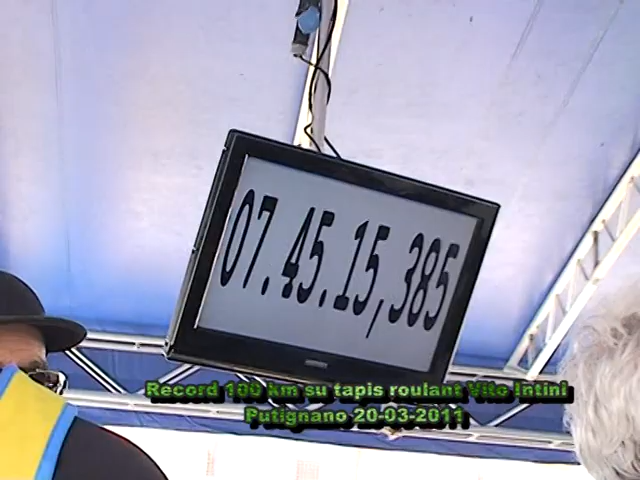 07.45.15,385
Record 100 km su tapis roulant Vito Intini
Putignano 20-03-2011